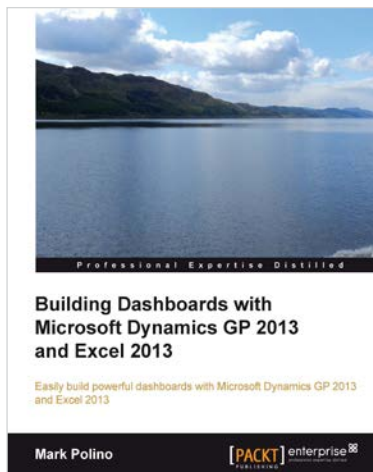 Professional Expertise Distilled
Building Dashboards with
Microsoft Dynamics GP 2013
and Excel 2013
Easily build powerful dashboards with Microsoft Dynamics GP 2013
and Excel 2013
Mark Polino
[PACKT] enterprise
PUBLISHING